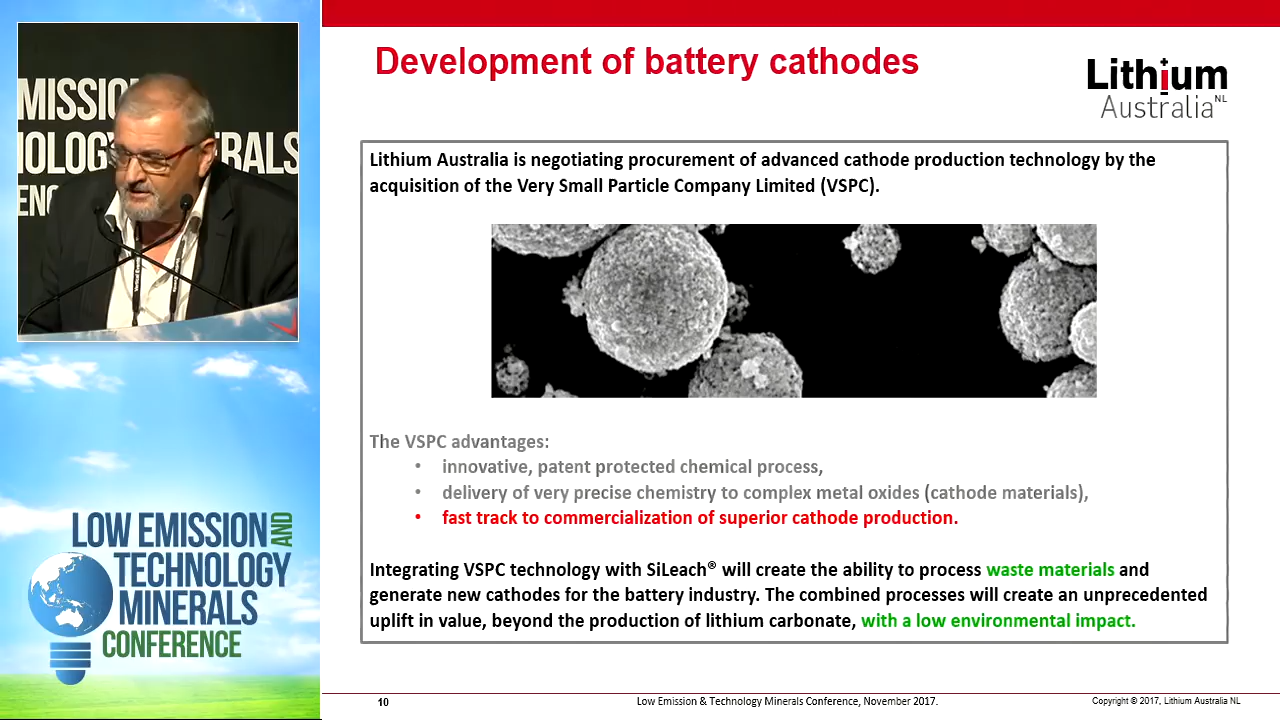 Development of battery cathodes
Lithium
Australia NL
Lithium Australia is negotiating procurement of advanced cathode production technology by the
acquisition of the Very Small Particle Company Limited (VSPC).
The VSPC advantages:
• innovative, patent protected chemical process,
• delivery of very precise chemistry to complex metal oxides (cathode materials),
• fast track to commercialization of superior cathode production.
Integrating VSPC technology with SiLeach® will create the ability to process waste materials and
generate new cathodes for the battery industry. The combined processes will create an unprecedented
uplift in value, beyond the production of lithium carbonate, with a low environmental impact.
10
Low Emission & Technology Minerals Conference, November 2017.
Copyright © 2017, Lithium Australia NL
MISSIO
NOLOG ERALS
ENC
LOW EMISSION AND
TECHNOLOGY
MINERALS
CONFERENCE